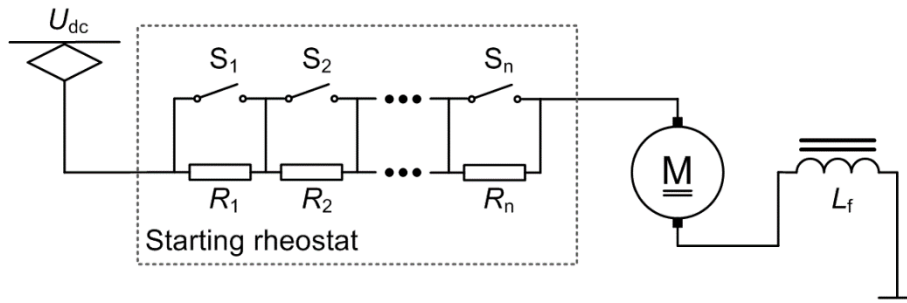 U_dc
S_1 S_2 S_n
R_1 R_2 R_n
Starting rheostat
M
L_f